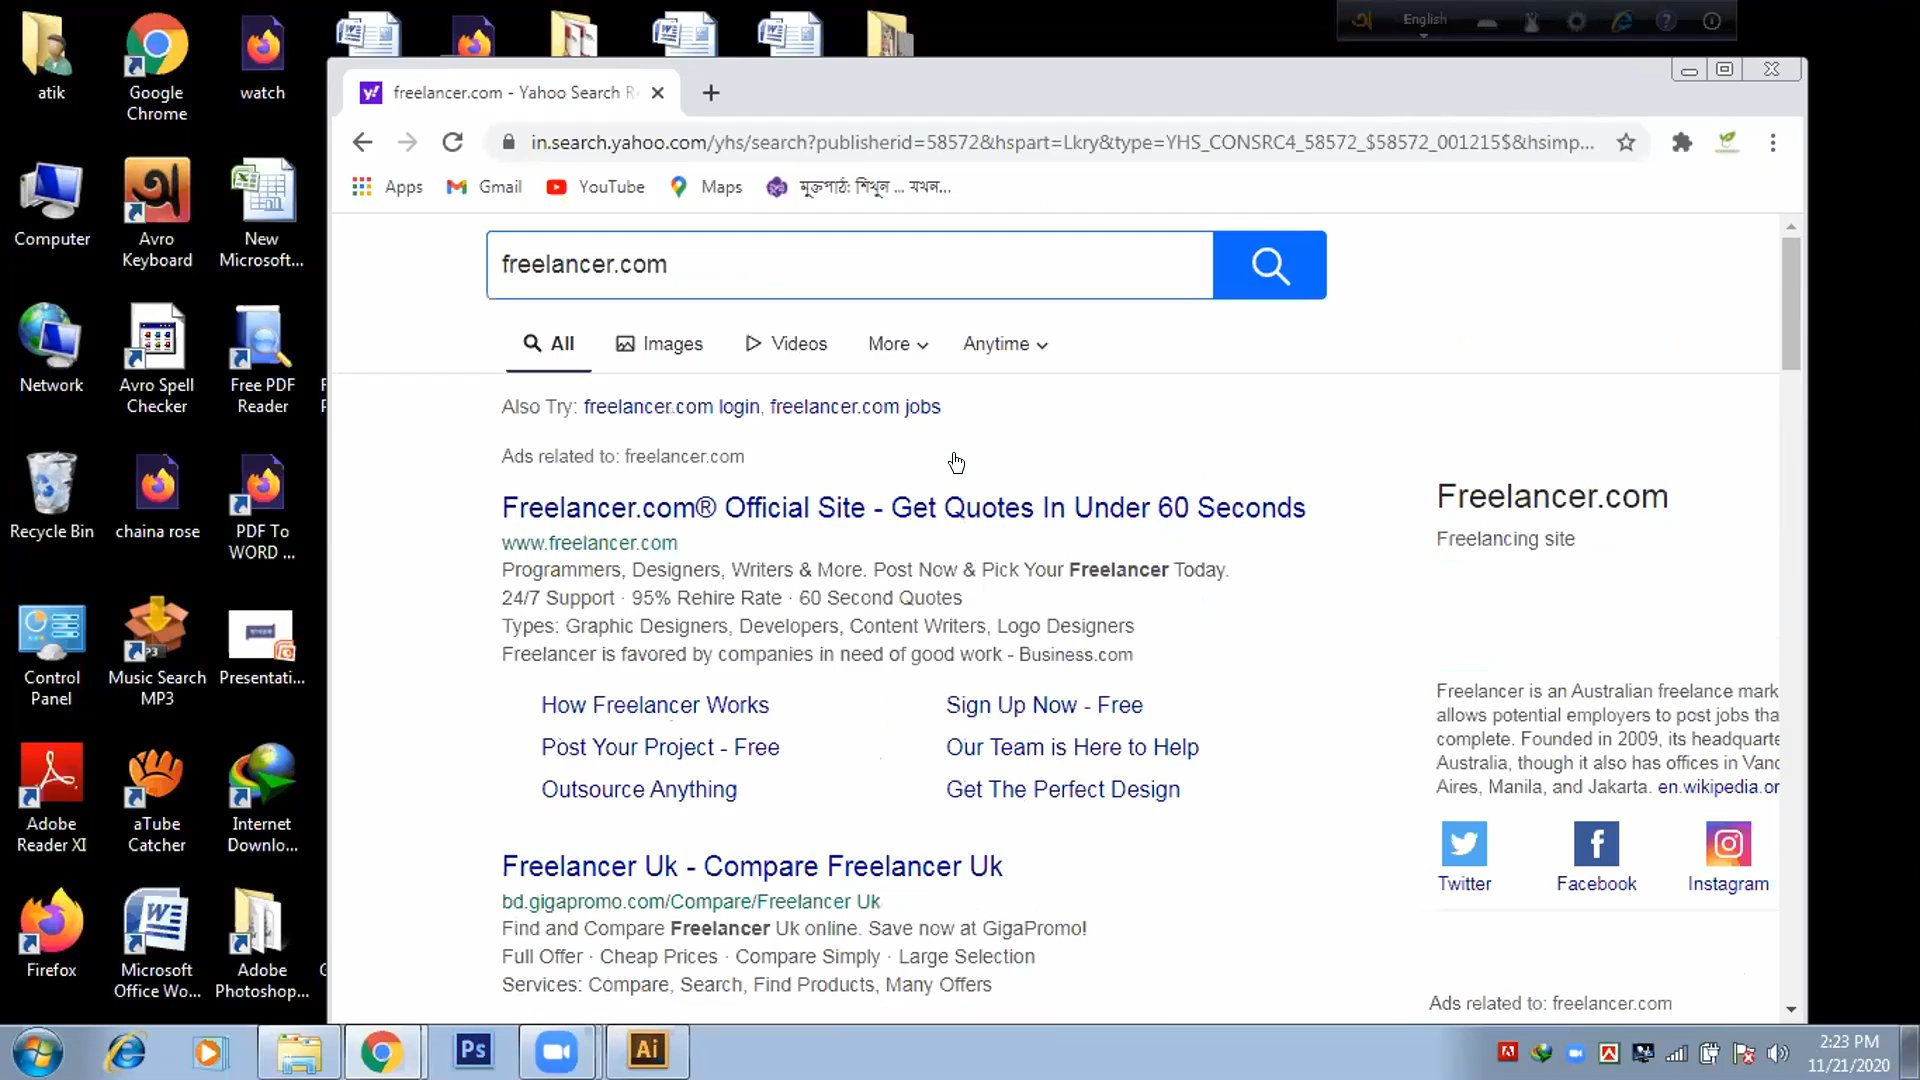 English
atik
Google Chrome
watch
freelancer.com - Yahoo Search R
in.search.yahoo.com/yhs/search?publisherid=58572&hspart=Lkry&type=YHS_CONSRC4_58572_$58572_001215$&hsimp...
Apps
Gmail
YouTube
Maps
মুক্তপাঠ: শিখুন ... যখন...
Computer
Avro Keyboard
New Microsoft...
freelancer.com
All
Images
Videos
More
Anytime
Network
Avro Spell Checker
Free PDF Reader
Also Try: freelancer.com login, freelancer.com jobs
Ads related to: freelancer.com
Freelancer.com® Official Site - Get Quotes In Under 60 Seconds
www.freelancer.com
Programmers, Designers, Writers & More. Post Now & Pick Your Freelancer Today.
24/7 Support · 95% Rehire Rate · 60 Second Quotes
Types: Graphic Designers, Developers, Content Writers, Logo Designers
Freelancer is favored by companies in need of good work - Business.com
How Freelancer Works
Sign Up Now - Free
Post Your Project - Free
Our Team is Here to Help
Outsource Anything
Get The Perfect Design
Freelancer Uk - Compare Freelancer Uk
bd.gigapromo.com/Compare/Freelancer Uk
Find and Compare Freelancer Uk online. Save now at GigaPromo!
Full Offer · Cheap Prices · Compare Simply · Large Selection
Services: Compare, Search, Find Products, Many Offers
Freelancer.com
Freelancing site
Freelancer is an Australian freelance mark
allows potential employers to post jobs tha
complete. Founded in 2009, its headquarte
Australia, though it also has offices in Vanc
Aires, Manila, and Jakarta. en.wikipedia.or
Twitter
Facebook
Instagram
Ads related to: freelancer.com
Recycle Bin
chaina rose
PDF To WORD ...
Control Panel
Music Search MP3
Presentati...
Adobe Reader XI
aTube Catcher
Internet Downlo...
Firefox
Microsoft Office Wo...
Adobe Photoshop...
Ps
Ai
2:23 PM
11/21/2020